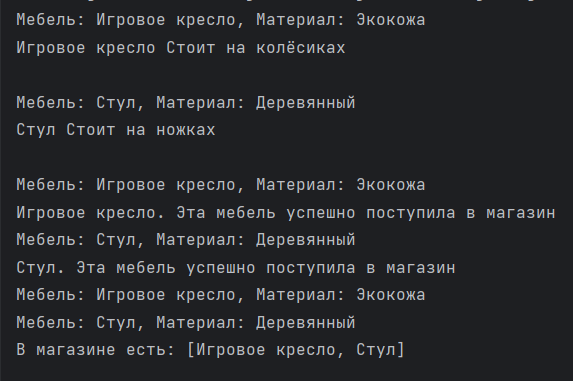 Мебель: Игровое кресло, Материал: Экокожа
Игровое кресло Стоит на колёсиках
Мебель: Стул, Материал: Деревянный
Стул Стоит на ножках
Мебель: Игровое кресло, Материал: Экокожа
Игровое кресло. Эта мебель успешно поступила в магазин
Мебель: Стул, Материал: Деревянный
Стул. Эта мебель успешно поступила в магазин
Мебель: Игровое кресло, Материал: Экокожа
Мебель: Стул, Материал: Деревянный
В магазине есть: [Игровое кресло, Стул]